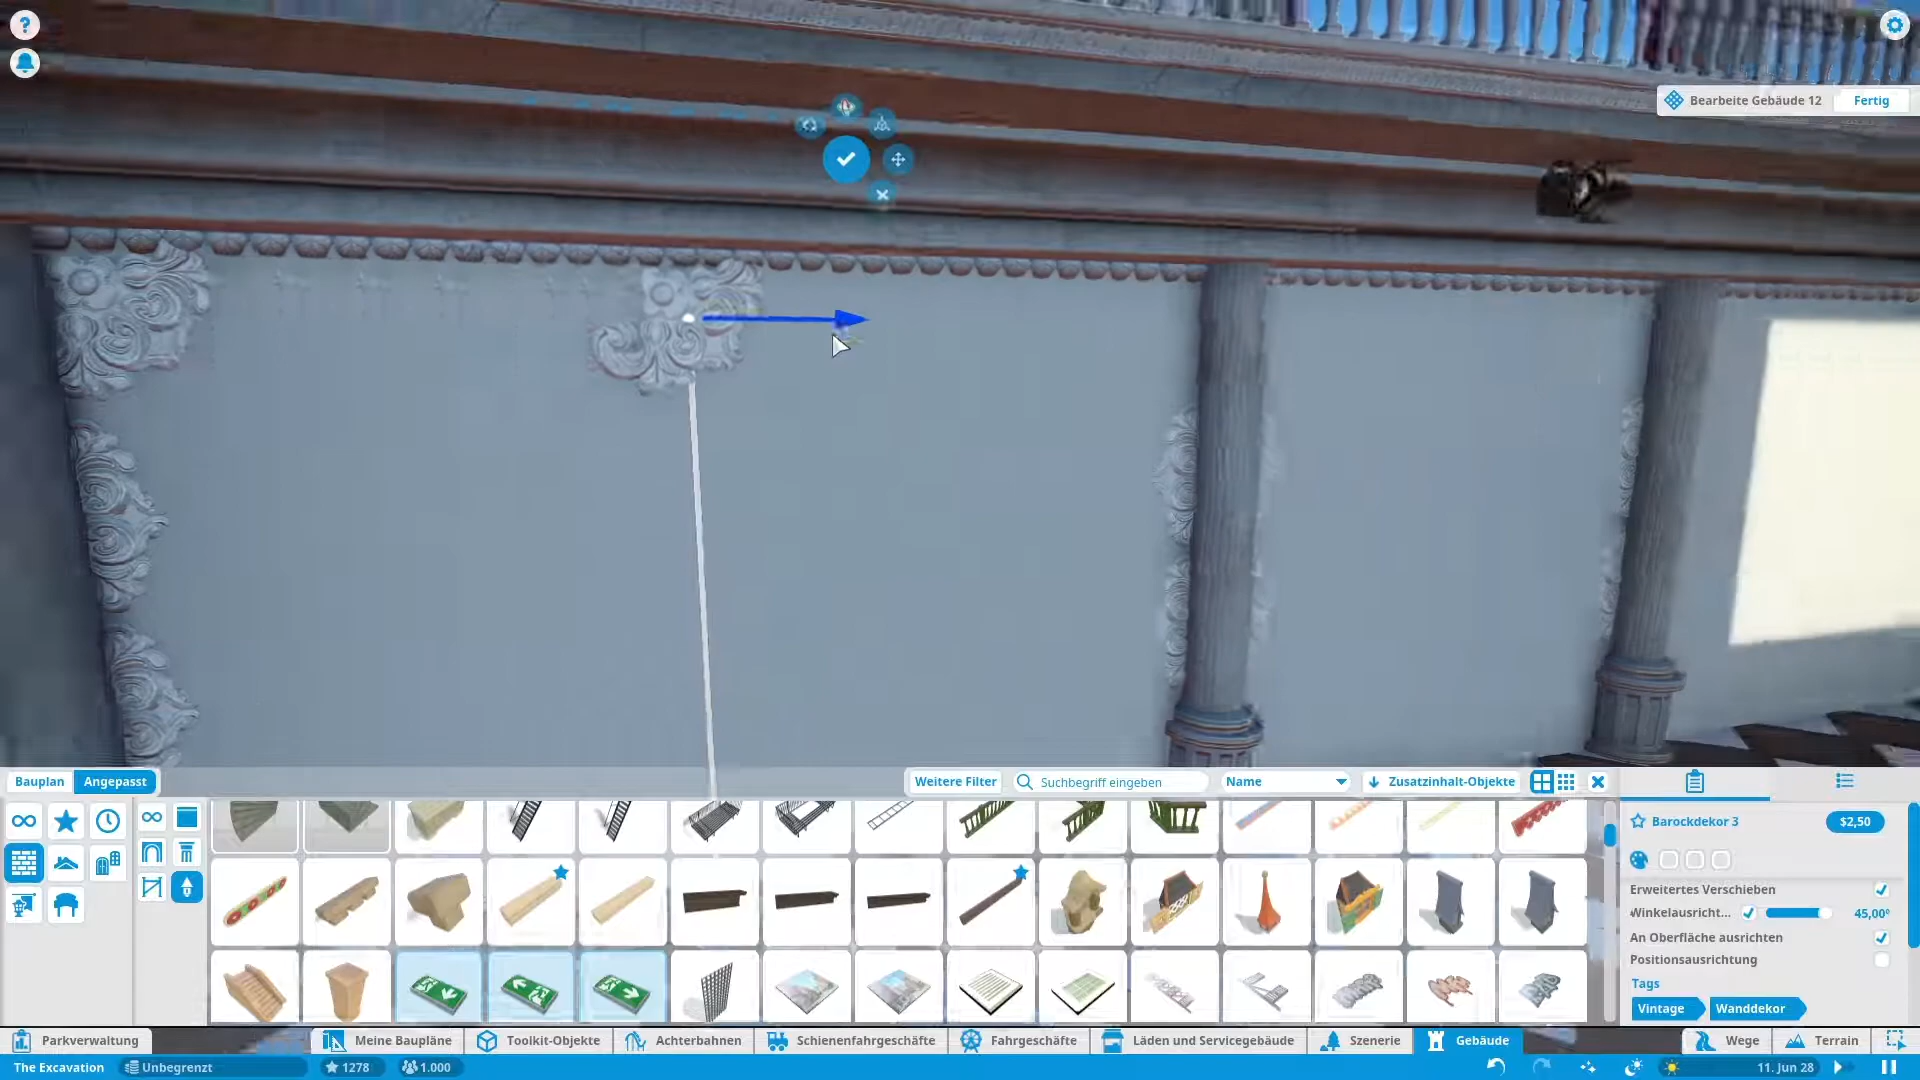 Bearbeite Gebäude 12
Fertig
Bauplan
Angepasst
Weitere Filter
Suchbegriff eingeben
Name
Zusatzinhalt-Objekte
Barockdekor 3
$2,50
Erweitertes Verschieben
Winkelausricht...
45,00°
An Oberfläche ausrichten
Positionsausrichtung
Tags
Vintage
Wanddekor
Parkverwaltung
Meine Baupläne
Toolkit-Objekte
Achterbahnen
Schienenfahrgeschäfte
Fahrgeschäfte
Läden und Servicegebäude
Szenerie
Gebäude
Wege
Terrain
The Excavation
Unbegrenzt
1278
1.000
11. Jun 28